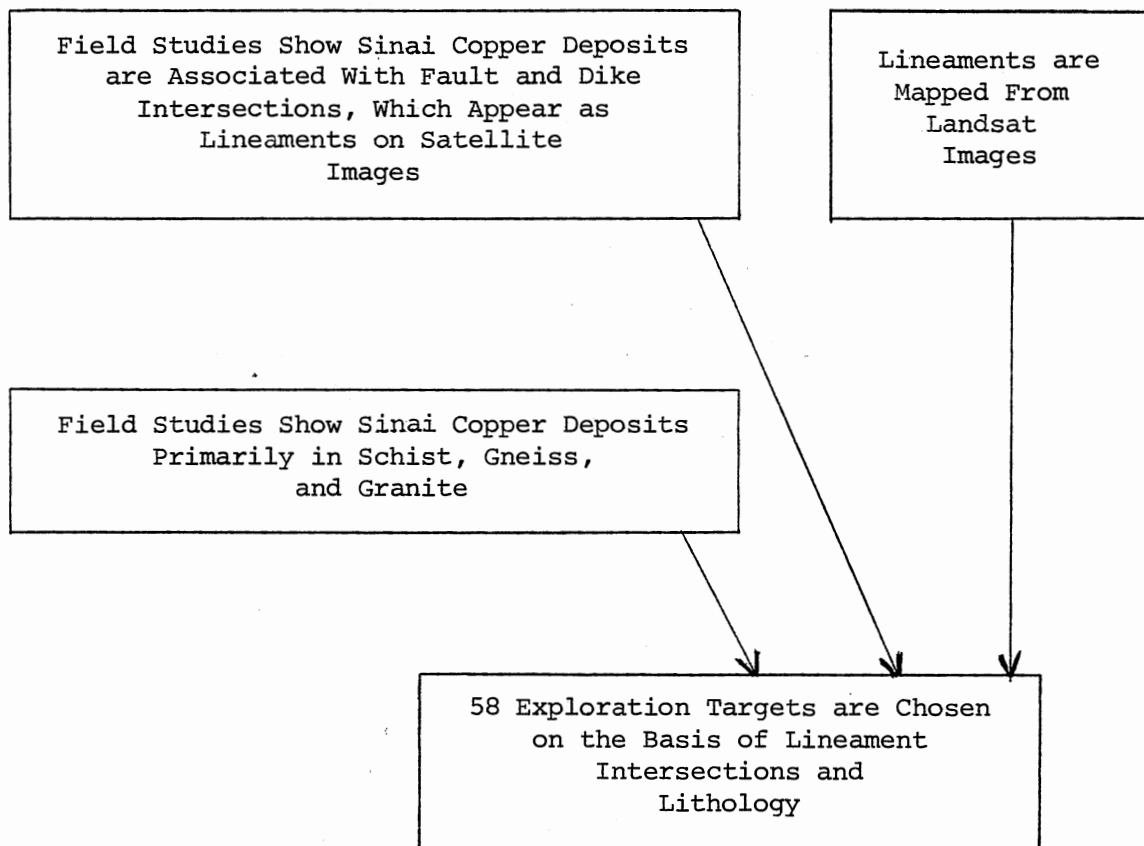 Field Studies Show Sinai Copper Deposits
are Associated With Fault and Dike
Intersections, Which Appear as
Lineaments on Satellite
Images
Lineaments are
Mapped From
Landsat
Images
Field Studies Show Sinai Copper Deposits
Primarily in Schist, Gneiss,
and Granite
58 Exploration Targets are Chosen
on the Basis of Lineament
Intersections and
Lithology